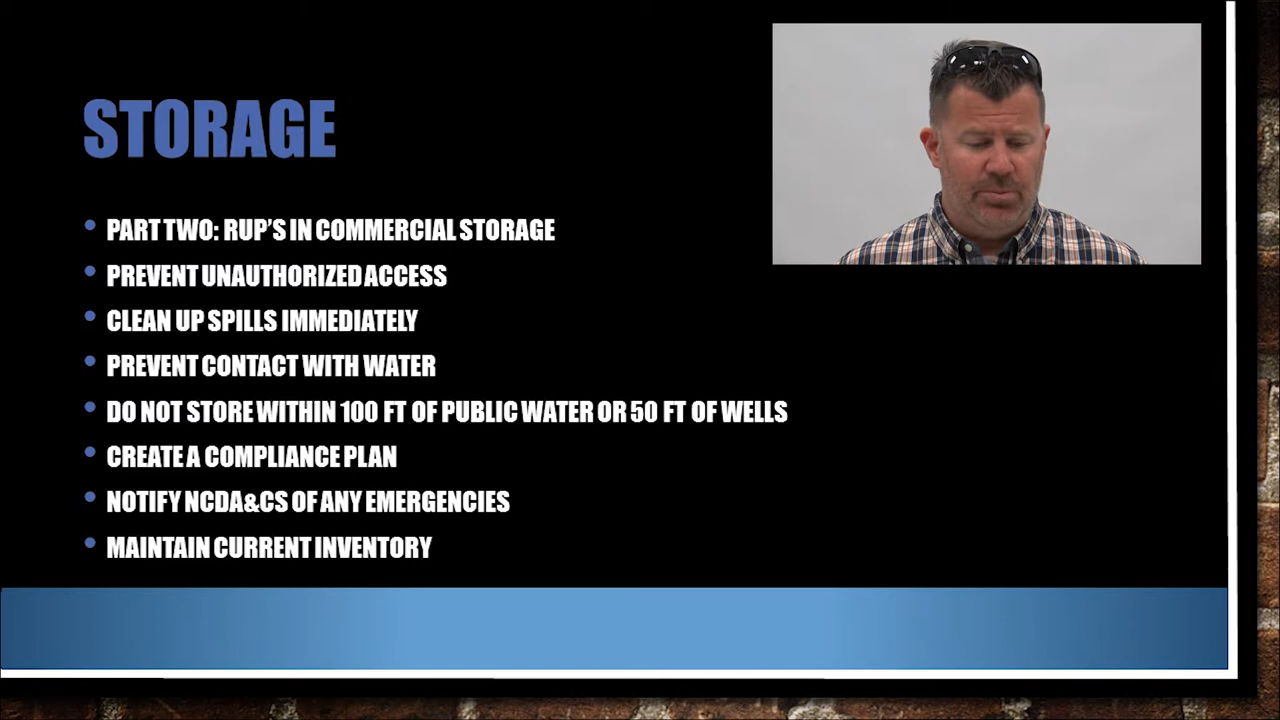 STORAGE
PART TWO: RUP'S IN COMMERCIAL STORAGE
PREVENT UNAUTHORIZED ACCESS
CLEAN UP SPILLS IMMEDIATELY
PREVENT CONTACT WITH WATER
DO NOT STORE WITHIN 100 FT OF PUBLIC WATER OR 50 FT OF WELLS
CREATE A COMPLIANCE PLAN
NOTIFY NCDA&CS OF ANY EMERGENCIES
MAINTAIN CURRENT INVENTORY